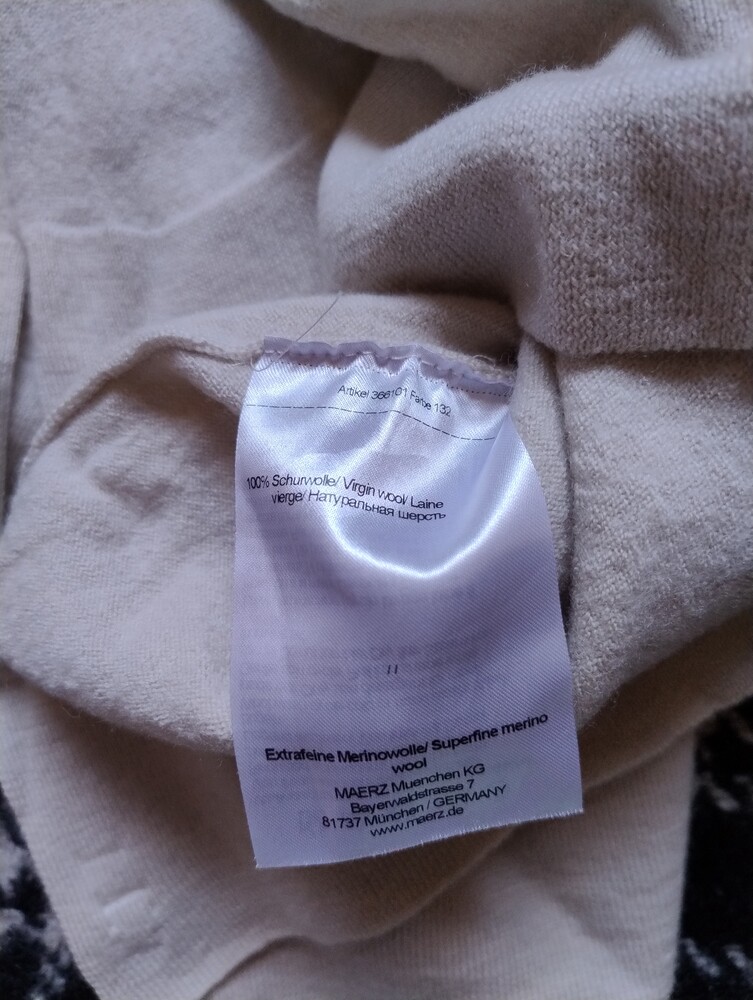 Artikel 366101 Farbe 132
100% Schurwolle/ Virgin wool/ Laine
vierge/ Натуральная шерсть
Extrafeine Merinowolle/ Superfine merino
wool
MAERZ Muenchen KG
Bayerwaldstrasse 7
81737 München / GERMANY
www.maerz.de